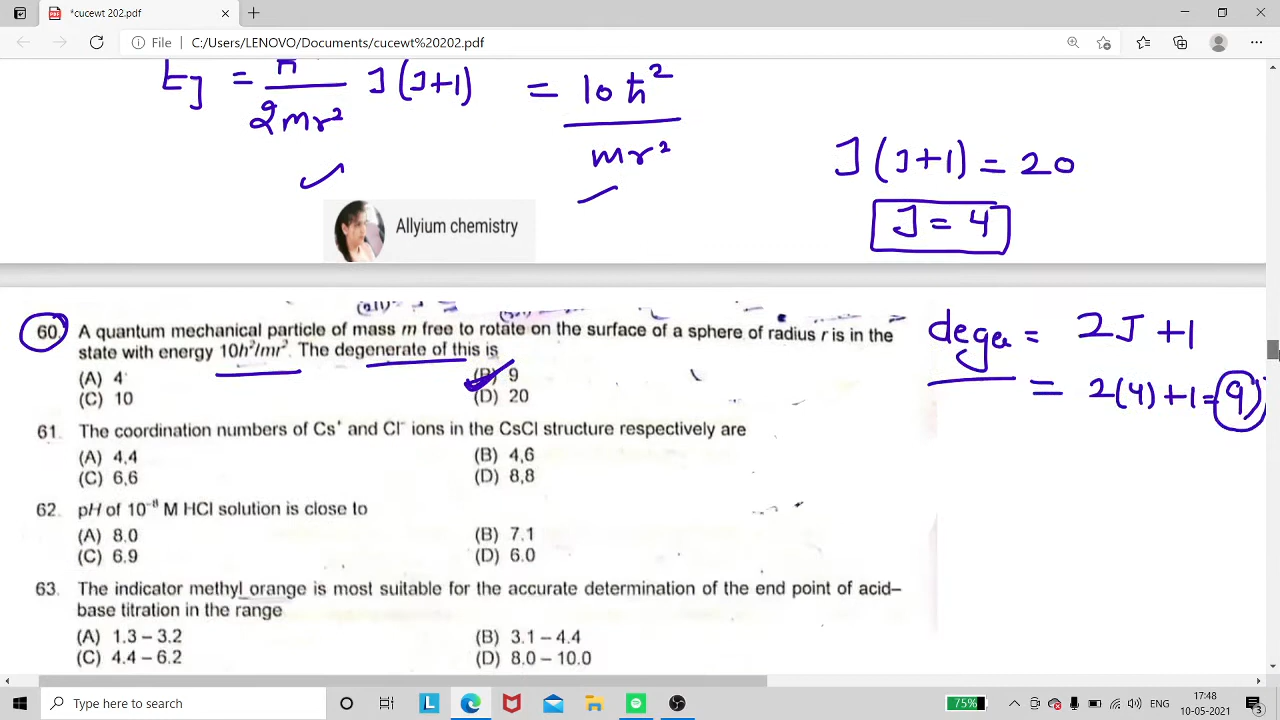 *cucewt 202.pdf
File | C:/Users/LENOVO/Documents/cucewt%20202.pdf
EJ = ħ² / 2mr² J(J+1) = 10ħ² / mr²
J(J+1) = 20
J = 4
Allyium chemistry
60. A quantum mechanical particle of mass m free to rotate on the surface of a sphere of radius r is in the
state with energy 10h²/mr². The degenerate of this is
(A) 4 (B) 9
(C) 10 (D) 20
dege = 2J + 1
= 2(4)+1 = 9
61. The coordination numbers of Cs⁺ and Cl⁻ ions in the CsCl structure respectively are
(A) 4,4 (B) 4,6
(C) 6,6 (D) 8,8
62. pH of 10⁻⁸ M HCl solution is close to
(A) 8.0 (B) 7.1
(C) 6.9 (D) 6.0
63. The indicator methyl orange is most suitable for the accurate determination of the end point of acid–
base titration in the range
(A) 1.3 – 3.2 (B) 3.1 – 4.4
(C) 4.4 – 6.2 (D) 8.0 – 10.0
Type here to search
75%
17:48
10-05-2021
3